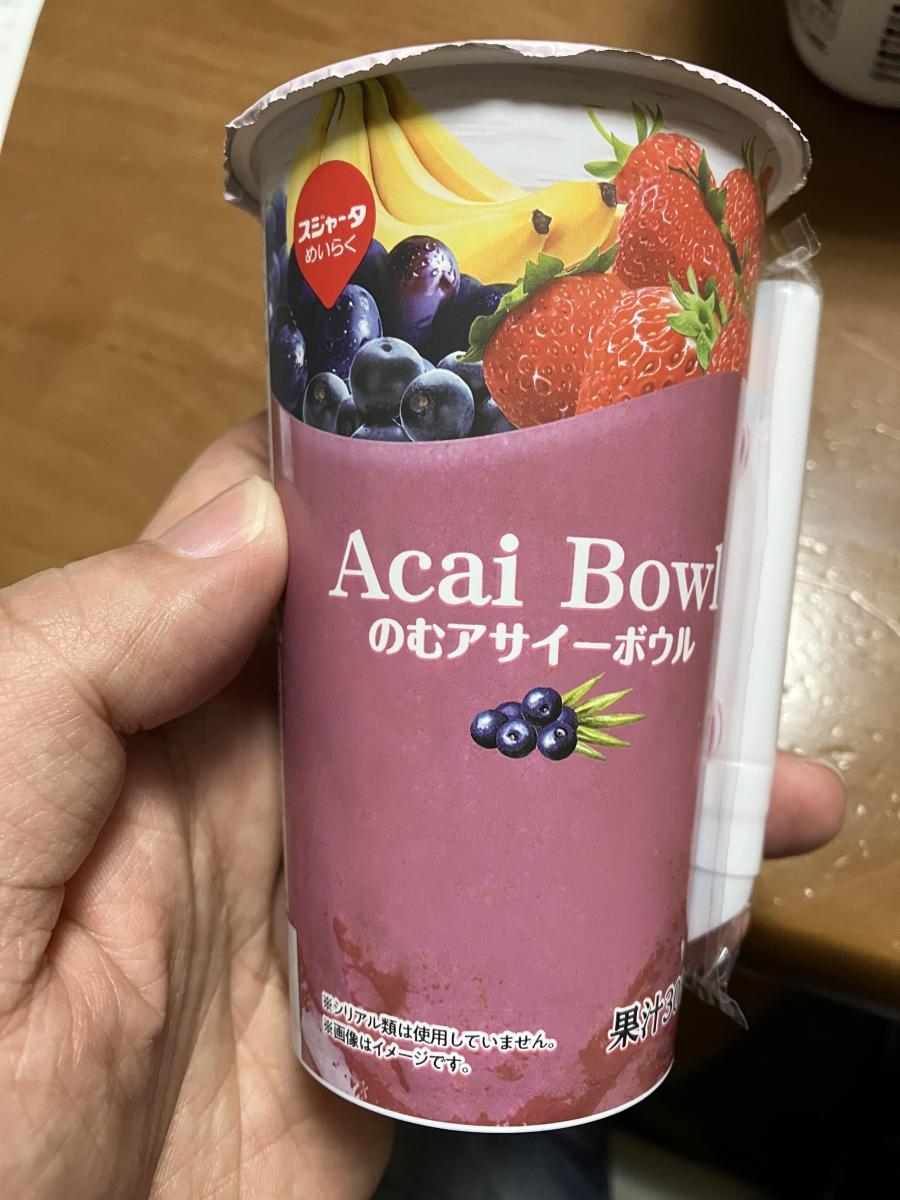 スジャータ
めいらく
Acai Bowl
のむアサイーボウル
※シリアル類は使用していません。
※画像はイメージです。
果汁30